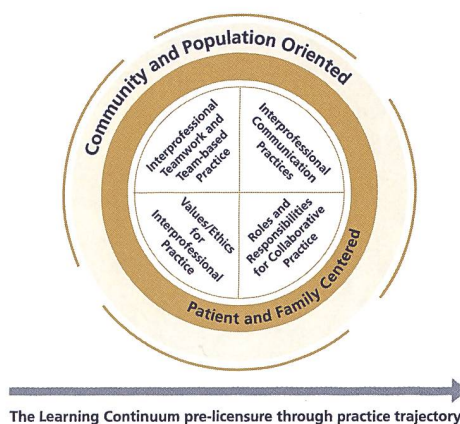 Community and Population Oriented
Interprofessional
Teamwork and
Team-based
Practice
Interprofessional
Communication
Practices
Values/Ethics
for
Interprofessional
Practice
Roles and
Responsibilities
for Collaborative
Practice
Patient and Family Centered
The Learning Continuum pre-licensure through practice trajectory